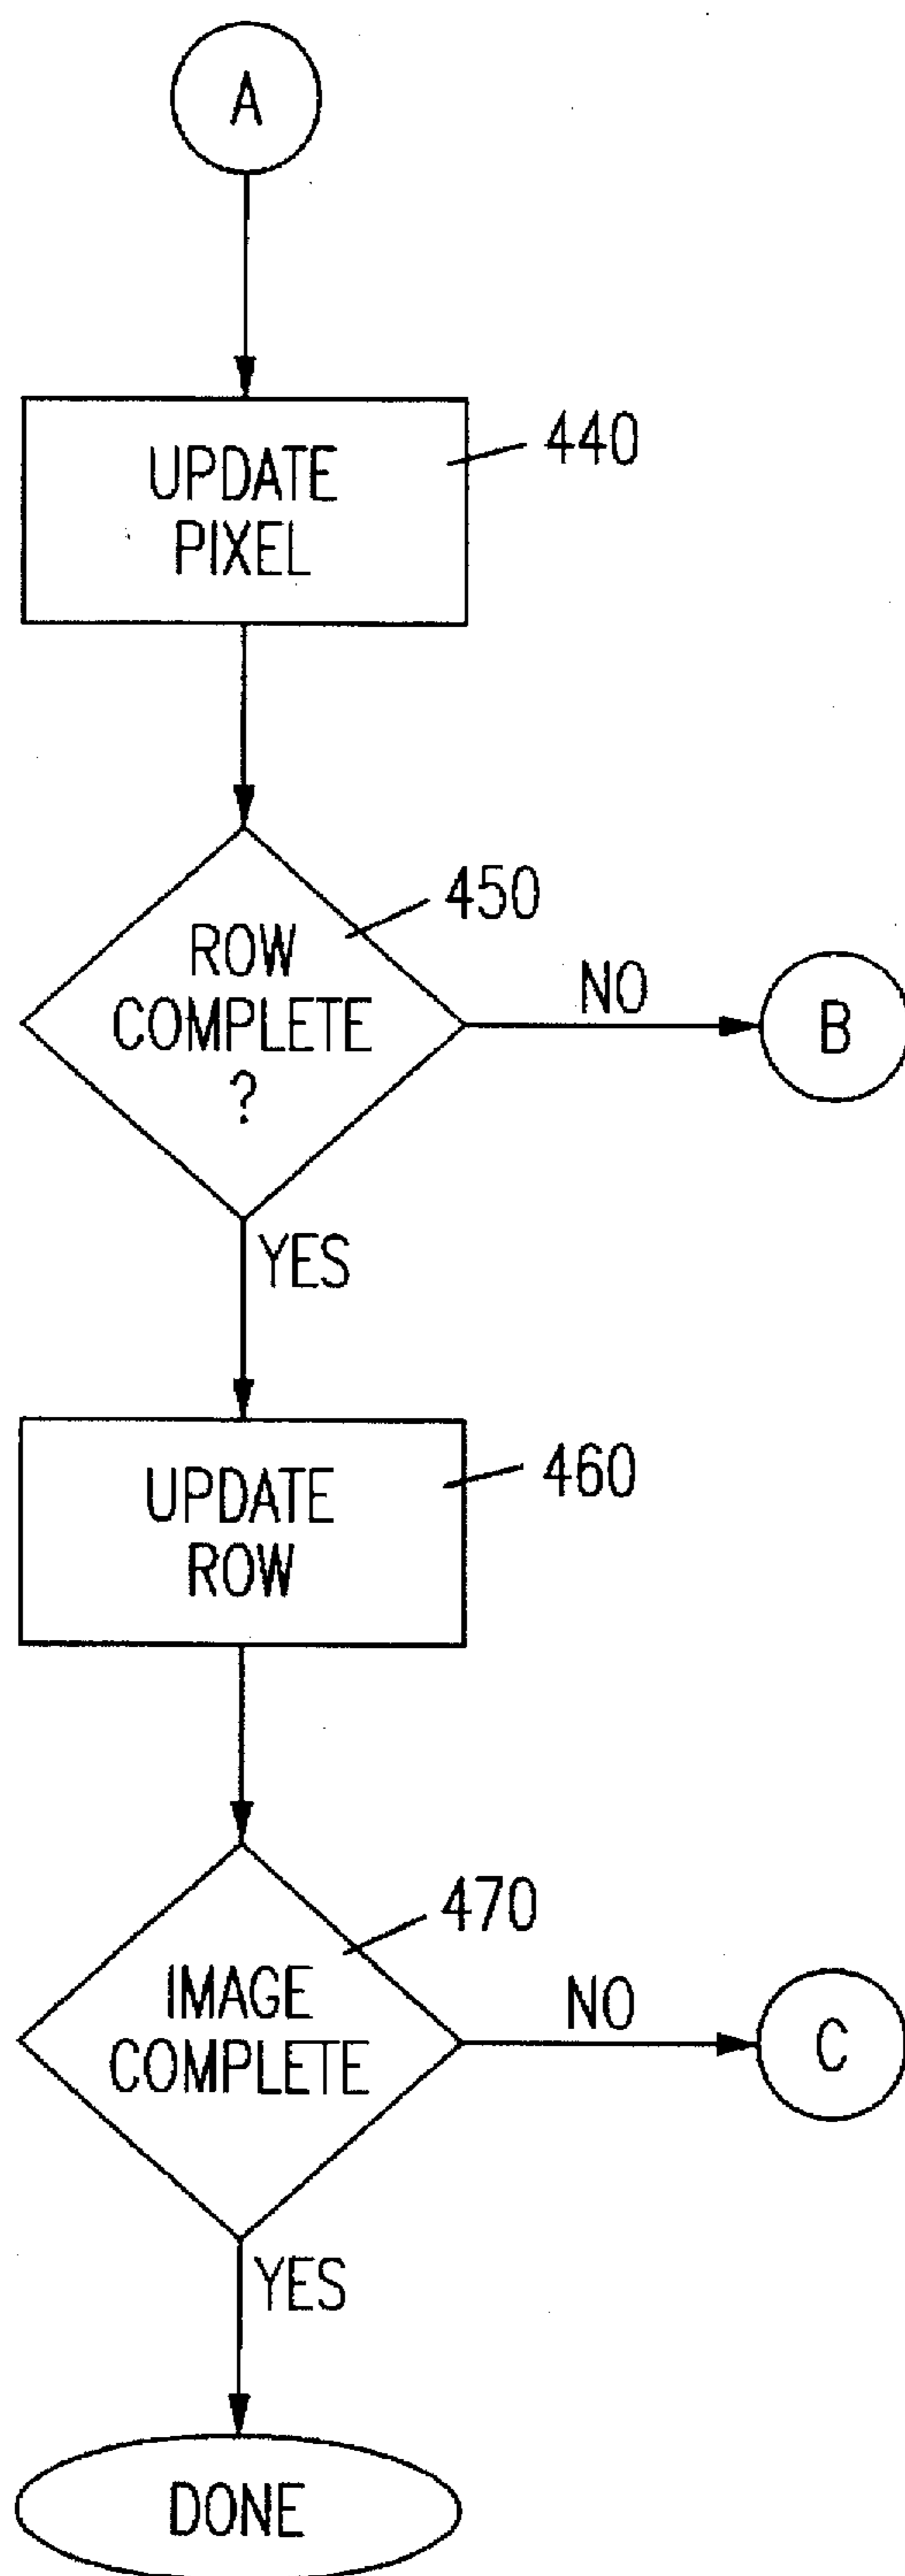 A
UPDATE
PIXEL
440
ROW
COMPLETE
?
450
NO
B
YES
UPDATE
ROW
460
IMAGE
COMPLETE
470
NO
C
YES
DONE